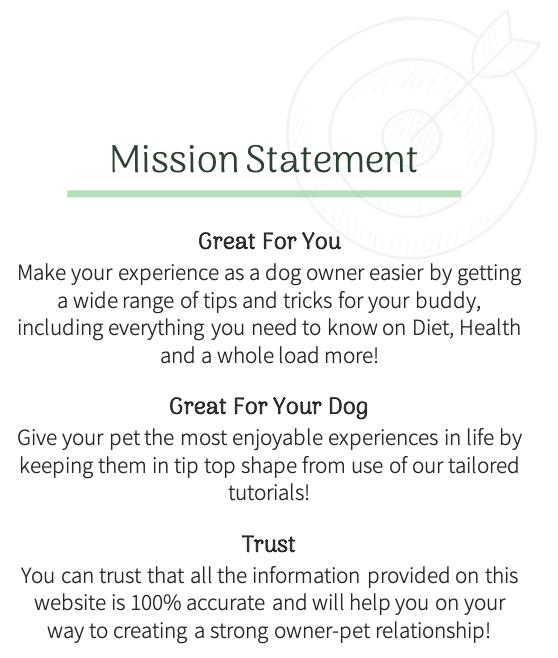 Mission Statement
Great For You
Make your experience as a dog owner easier by getting
a wide range of tips and tricks for your buddy,
including everything you need to know on Diet, Health
and a whole load more!
Great For Your Dog
Give your pet the most enjoyable experiences in life by
keeping them in tip top shape from use of our tailored
tutorials!
Trust
You can trust that all the information provided on this
website is 100% accurate and will help you on your
way to creating a strong owner-pet relationship!